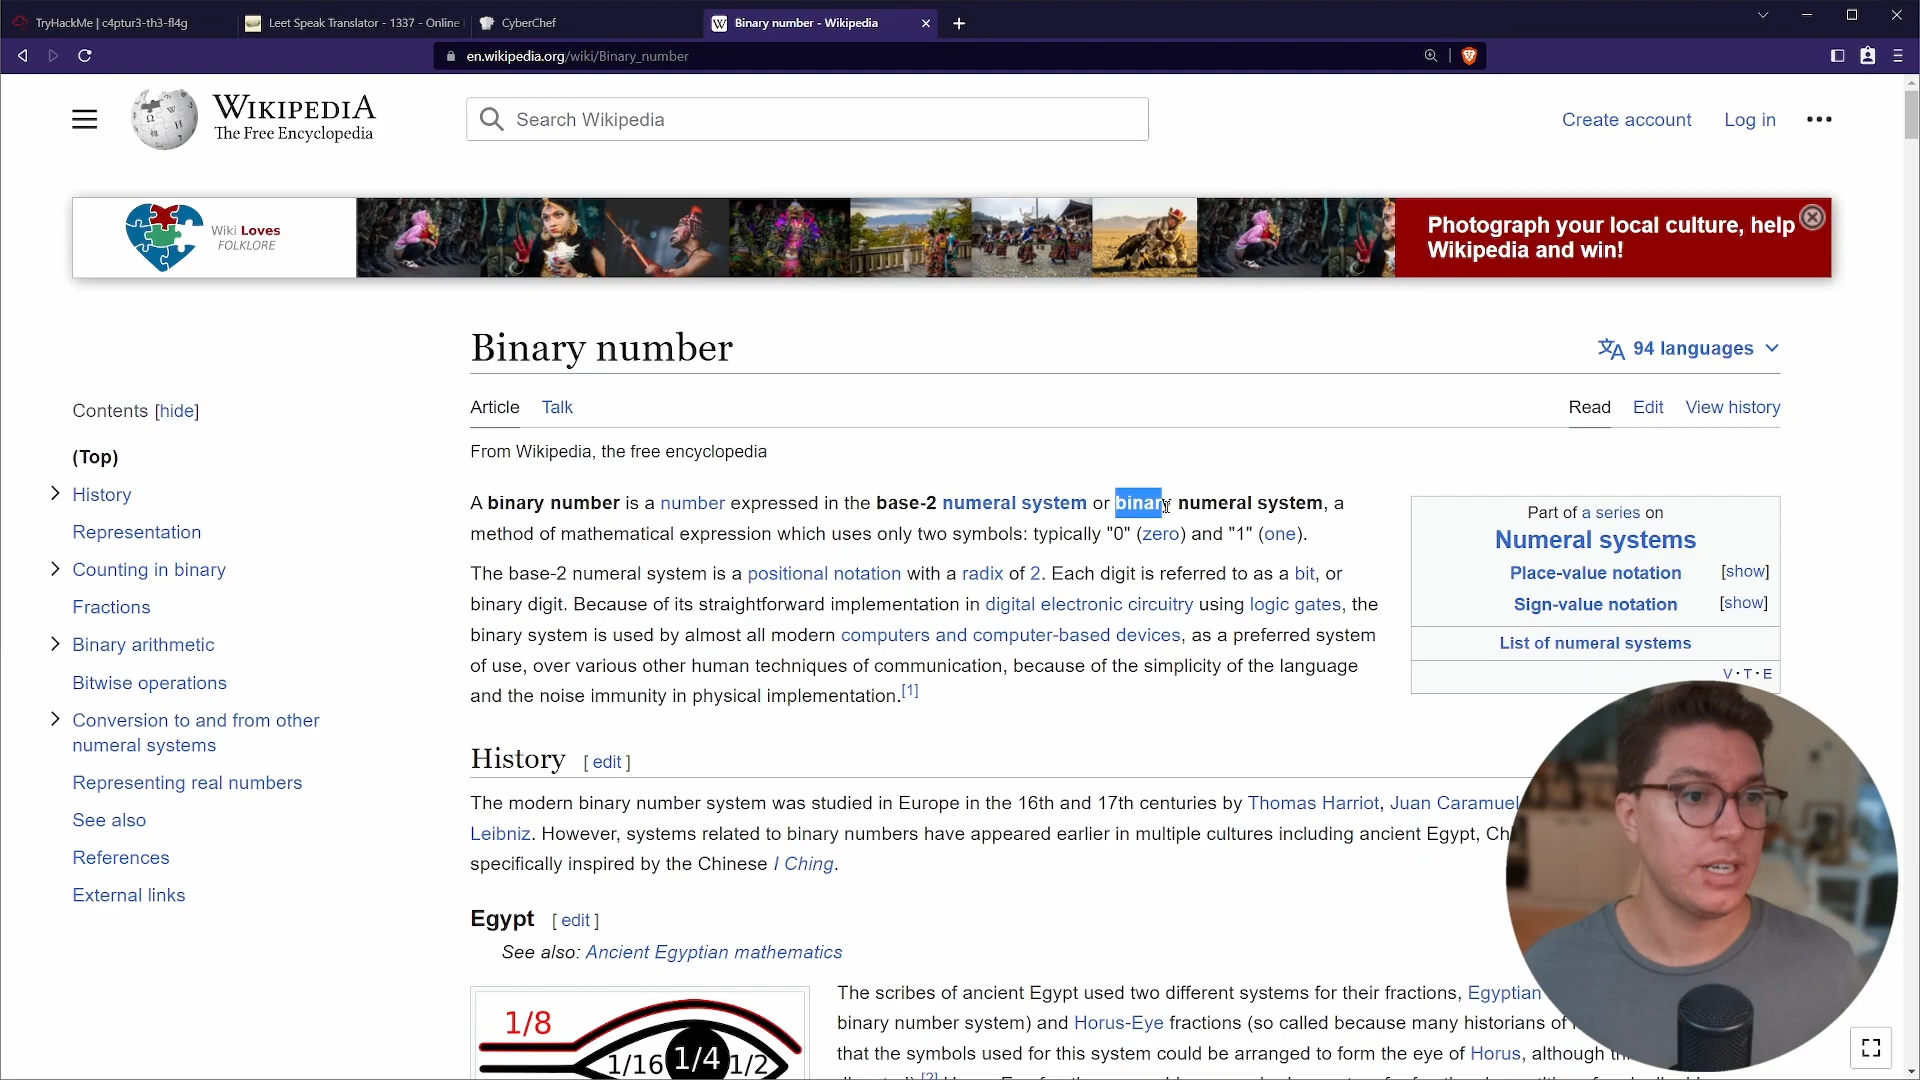 TryHackMe | c4ptur3-th3-fl4g
Leet Speak Translator - 1337 - Online
CyberChef
Binary number - Wikipedia
en.wikipedia.org/wiki/Binary_number
WIKIPEDIA
The Free Encyclopedia
Search Wikipedia
Create account
Log in
Wiki Loves
FOLKLORE
Photograph your local culture, help
Wikipedia and win!
Binary number
94 languages
Contents [hide]
(Top)
History
Representation
Counting in binary
Fractions
Binary arithmetic
Bitwise operations
Conversion to and from other
numeral systems
Representing real numbers
See also
References
External links
Article Talk
Read Edit View history
From Wikipedia, the free encyclopedia
A binary number is a number expressed in the base-2 numeral system or binary numeral system, a
method of mathematical expression which uses only two symbols: typically "0" (zero) and "1" (one).
The base-2 numeral system is a positional notation with a radix of 2. Each digit is referred to as a bit, or
binary digit. Because of its straightforward implementation in digital electronic circuitry using logic gates, the
binary system is used by almost all modern computers and computer-based devices, as a preferred system
of use, over various other human techniques of communication, because of the simplicity of the language
and the noise immunity in physical implementation.[1]
Part of a series on
Numeral systems
Place-value notation [show]
Sign-value notation [show]
List of numeral systems
V · T · E
History [ edit ]
The modern binary number system was studied in Europe in the 16th and 17th centuries by Thomas Harriot, Juan Caramuel
Leibniz. However, systems related to binary numbers have appeared earlier in multiple cultures including ancient Egypt,
specifically inspired by the Chinese I Ching.
Egypt [ edit ]
See also: Ancient Egyptian mathematics
1/8
1/16 1/4 1/2
The scribes of ancient Egypt used two different systems for their fractions, Egyptian
binary number system) and Horus-Eye fractions (so called because many historians of
that the symbols used for this system could be arranged to form the eye of Horus, although